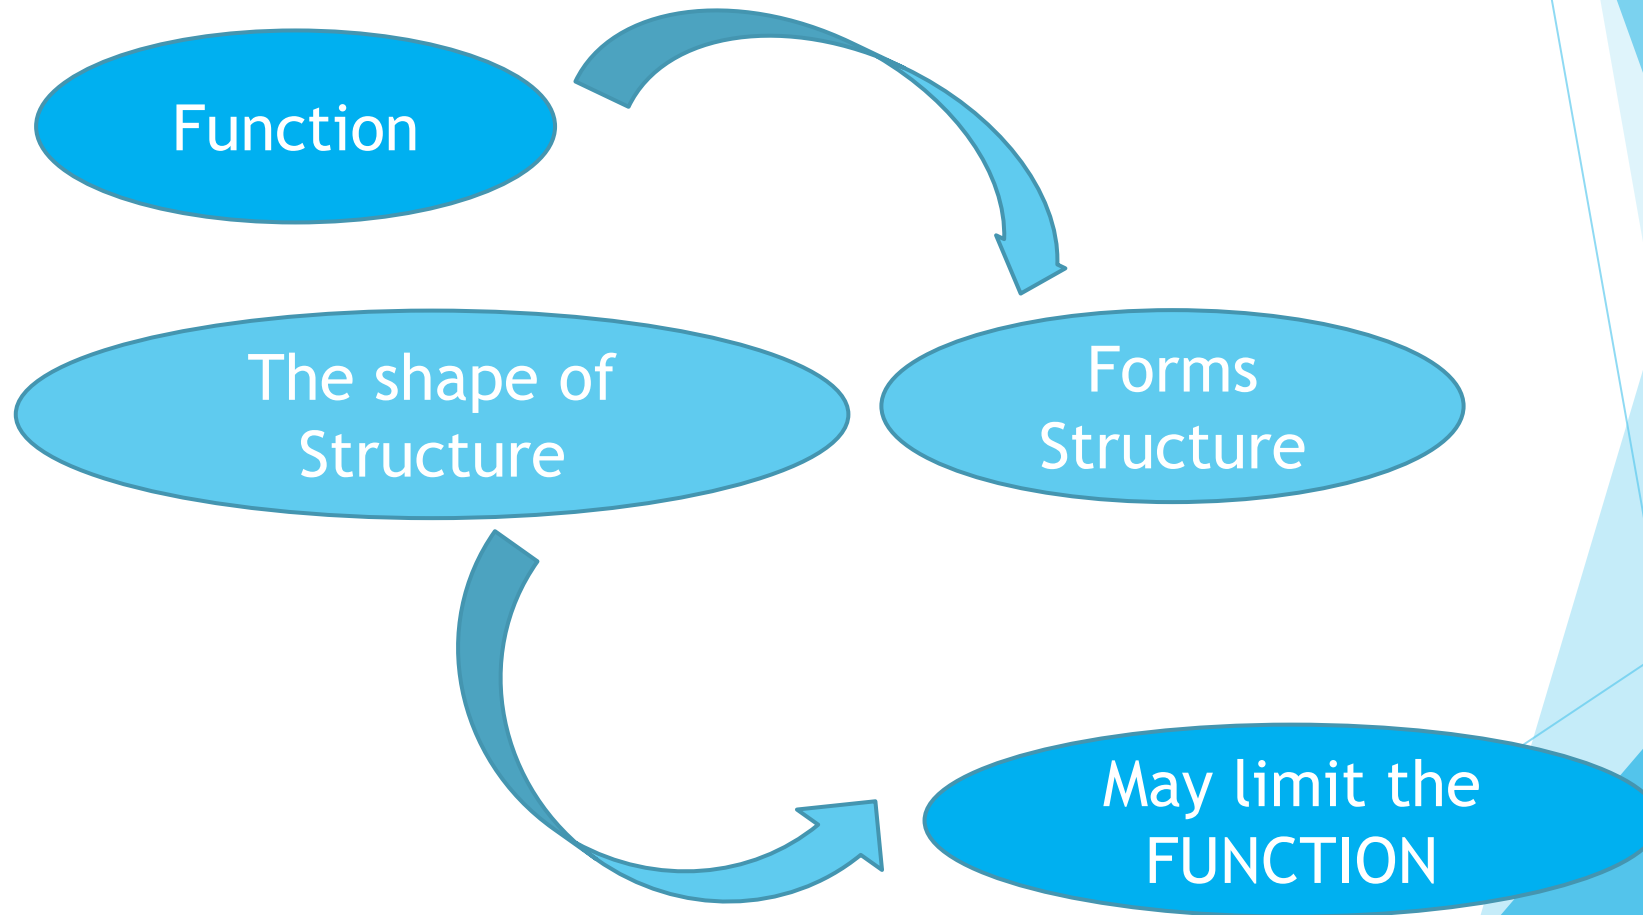 Function
The shape of
Structure
Forms
Structure
May limit the
FUNCTION